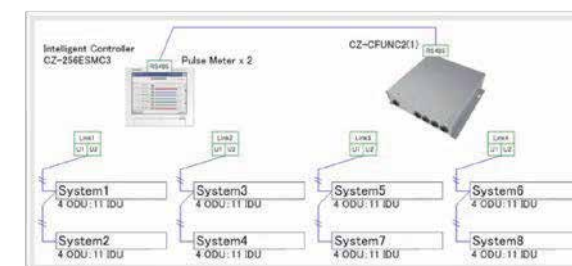 Intelligent Controller
CZ-256ESMC3
RS485
Pulse Meter x 2
CZ-CFUNC2(1)
RS485
Link1
U1 U2
Link2
U1 U2
Link3
U1 U2
Link4
U1 U2
System1
4 ODU: 11 IDU
System3
4 ODU: 11 IDU
System5
4 ODU: 11 IDU
System6
4 ODU: 11 IDU
System2
4 ODU: 11 IDU
System4
4 ODU: 11 IDU
System7
4 ODU: 11 IDU
System8
4 ODU: 11 IDU